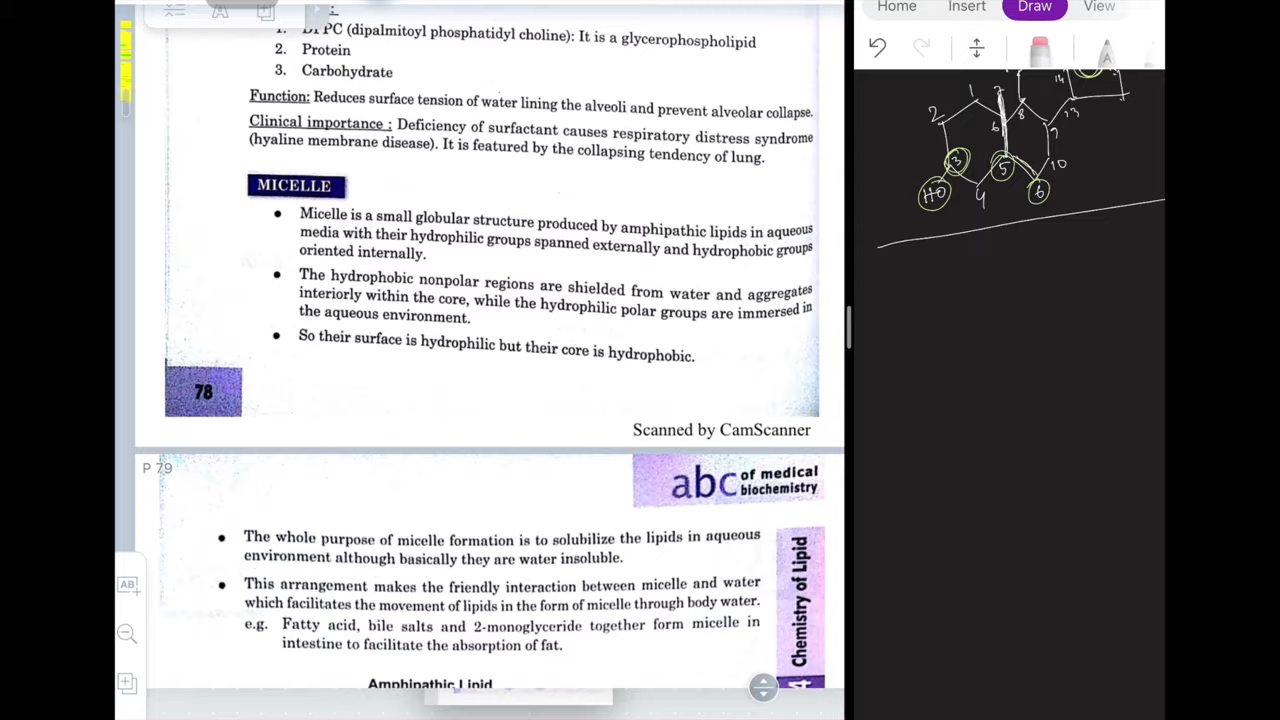 Home Insert Draw View
1. DPPC (dipalmitoyl phosphatidyl choline): It is a glycerophospholipid
2. Protein
3. Carbohydrate
Function: Reduces surface tension of water lining the alveoli and prevent alveolar collapse.
Clinical importance : Deficiency of surfactant causes respiratory distress syndrome
(hyaline membrane disease). It is featured by the collapsing tendency of lung.
MICELLE
• Micelle is a small globular structure produced by amphipathic lipids in aqueous
media with their hydrophilic groups spanned externally and hydrophobic groups
oriented internally.
• The hydrophobic nonpolar regions are shielded from water and aggregates
interiorly within the core, while the hydrophilic polar groups are immersed in
the aqueous environment.
• So their surface is hydrophilic but their core is hydrophobic.
78
Scanned by CamScanner
P 79
abc of medical
biochemistry
• The whole purpose of micelle formation is to solubilize the lipids in aqueous
environment although basically they are water insoluble.
• This arrangement makes the friendly interaction between micelle and water
which facilitates the movement of lipids in the form of micelle through body water.
e.g. Fatty acid, bile salts and 2-monoglyceride together form micelle in
intestine to facilitate the absorption of fat.
Amphipathic Lipid
Chemistry of Lipid
4
14
1 8 13
2 6 9
3 5 10
HO 4 6